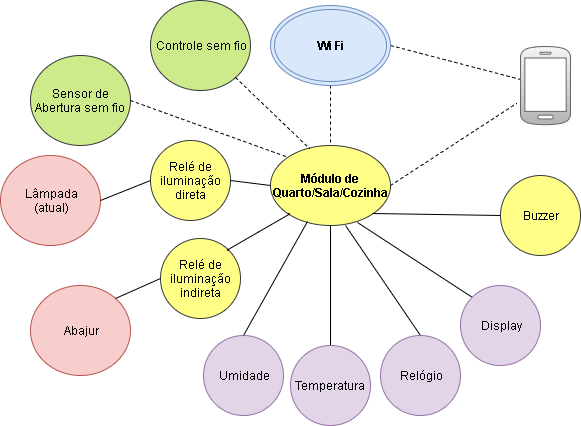 Controle sem fio
Wi Fi
Sensor de
Abertura sem fio
Relé de
iluminação
direta
Módulo de
Quarto/Sala/Cozinha
Lâmpada
(atual)
Buzzer
Relé de
iluminação
indireta
Abajur
Display
Umidade
Temperatura
Relógio